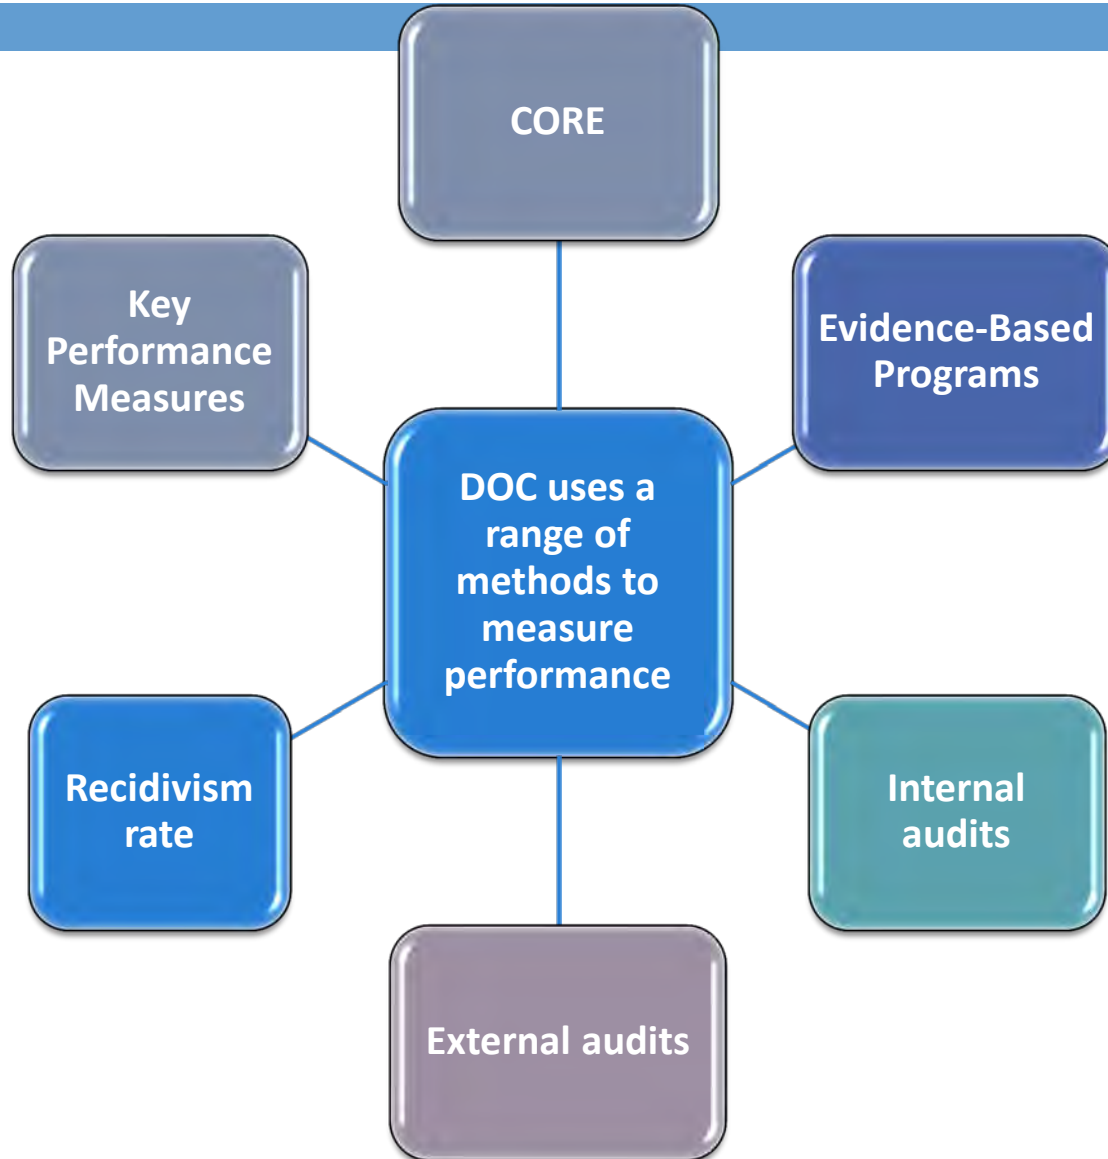 CORE
Key
Performance
Measures
Evidence-Based
Programs
DOC uses a
range of
methods to
measure
performance
Recidivism
rate
Internal
audits
External audits